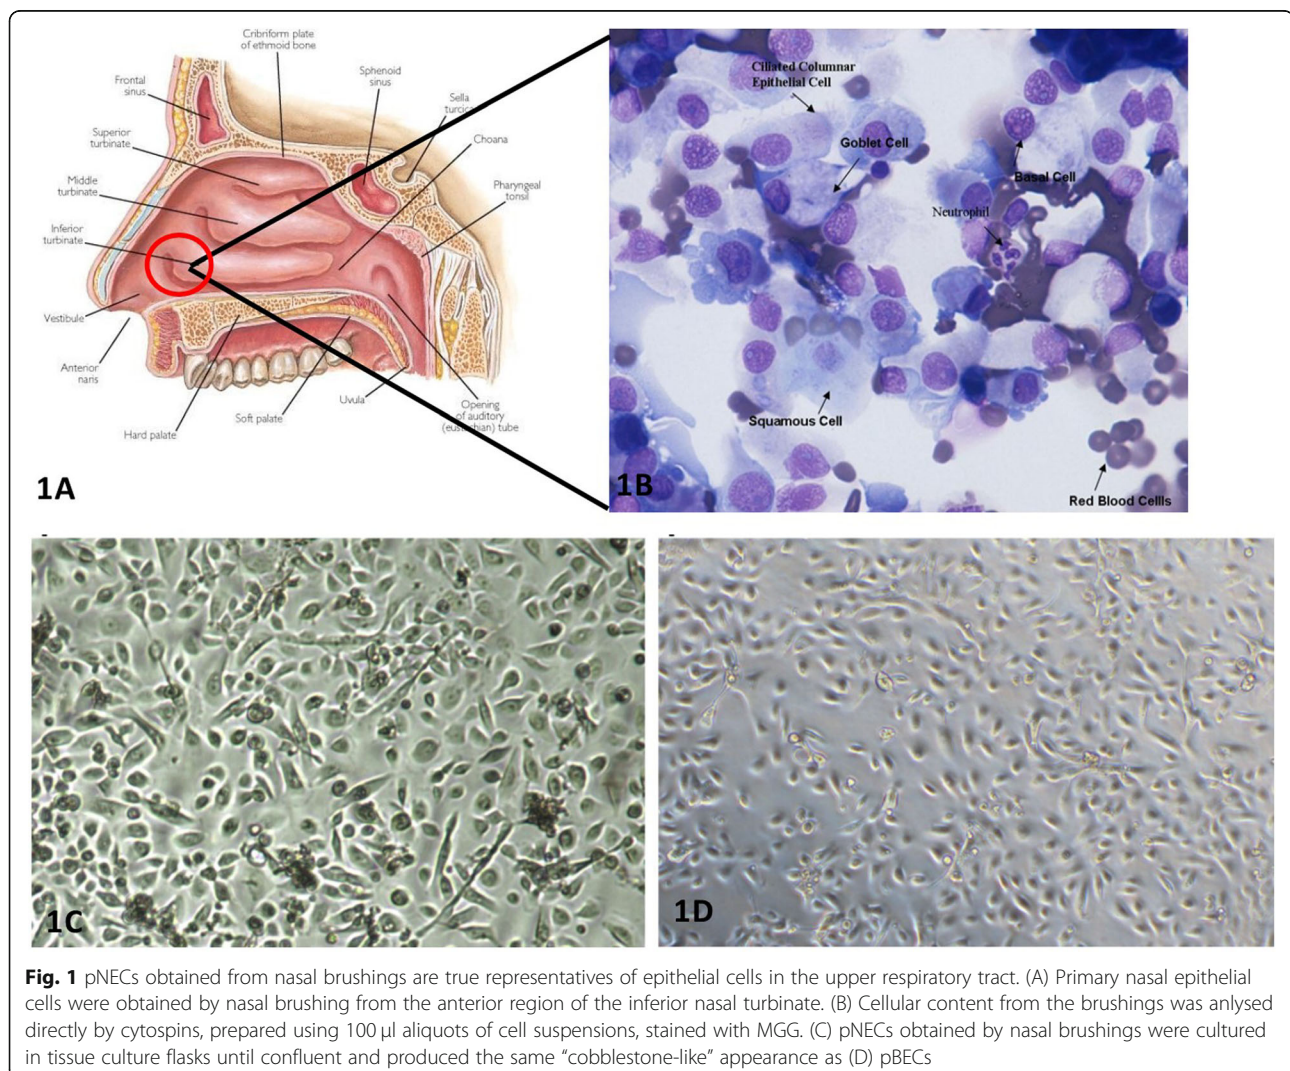 Cribriform plate
of ethmoid bone
Frontal
sinus
Sphenoid
sinus
Sella
turcica
Superior
turbinate
Choana
Middle
turbinate
Pharyngeal
tonsil
Inferior
turbinate
Vestibule
Anterior
naris
Hard palate
Soft palate
Uvula
Opening
of auditory
(eustachian) tube
1A
Ciliated Columnar
Epithelial Cell
Goblet Cell
Basal Cell
Neutrophil
Squamous Cell
Red Blood Cellls
1B
1C
1D
Fig. 1 pNECs obtained from nasal brushings are true representatives of epithelial cells in the upper respiratory tract. (A) Primary nasal epithelial
cells were obtained by nasal brushing from the anterior region of the inferior nasal turbinate. (B) Cellular content from the brushings was anlysed
directly by cytospins, prepared using 100 μl aliquots of cell suspensions, stained with MGG. (C) pNECs obtained by nasal brushings were cultured
in tissue culture flasks until confluent and produced the same “cobblestone-like” appearance as (D) pBECs